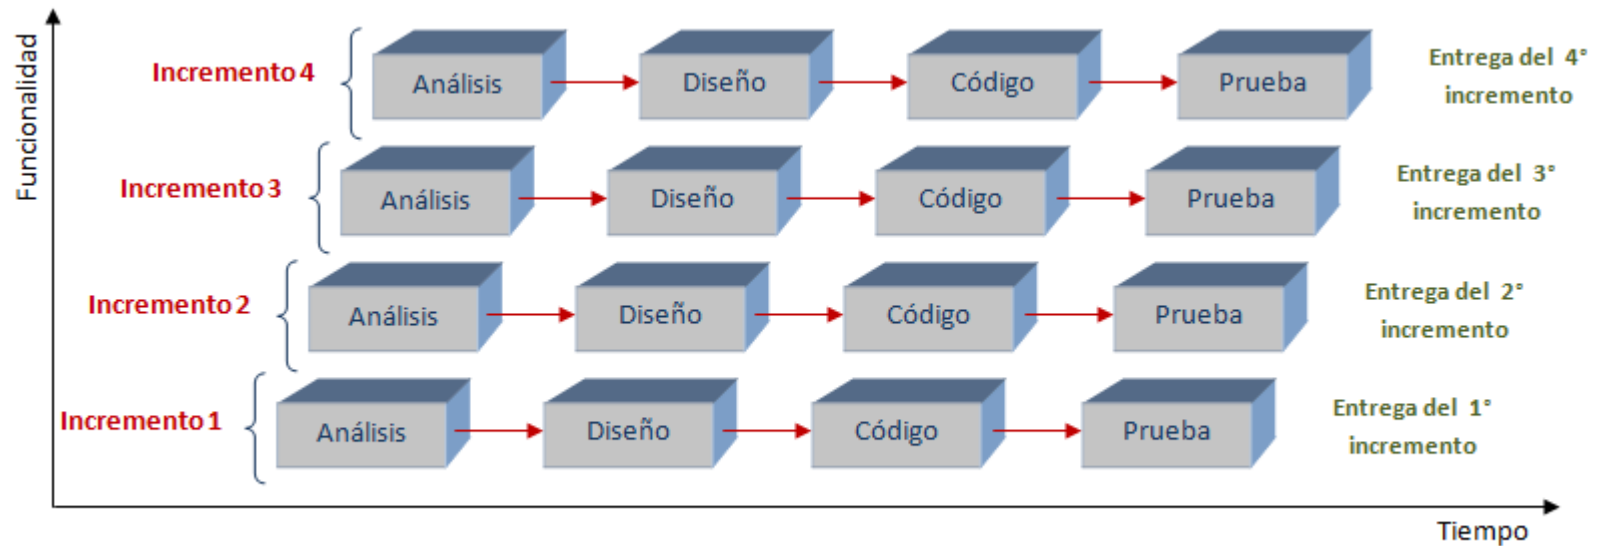 Funcionalidad
Incremento 4
Análisis
Diseño
Código
Prueba
Entrega del 4°
incremento
Incremento 3
Análisis
Diseño
Código
Prueba
Entrega del 3°
incremento
Incremento 2
Análisis
Diseño
Código
Prueba
Entrega del 2°
incremento
Incremento 1
Análisis
Diseño
Código
Prueba
Entrega del 1°
incremento
Tiempo